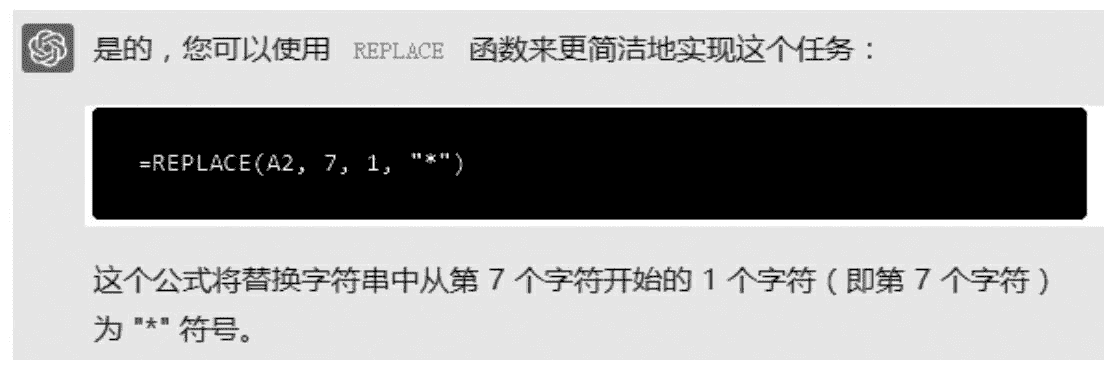 是的，您可以使用 REPLACE 函数来更简洁地实现这个任务：
=REPLACE(A2, 7, 1, "*")
这个公式将替换字符串中从第 7 个字符开始的 1 个字符（即第 7 个字符）
为 "*" 符号。